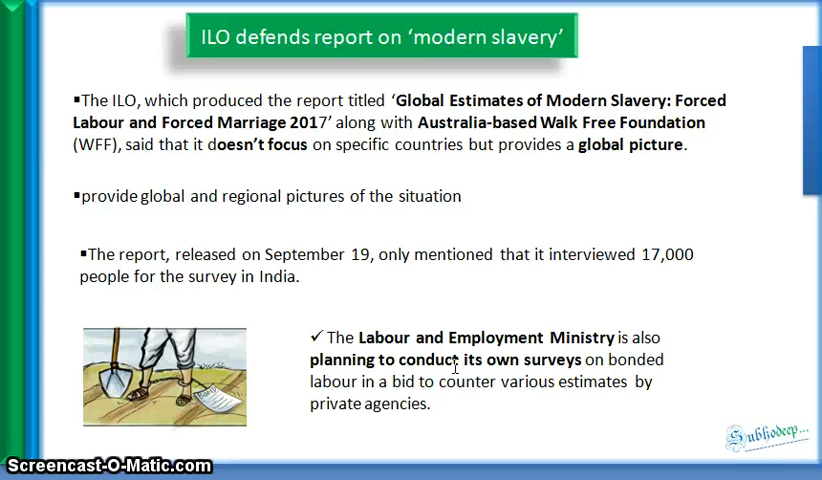 ILO defends report on ‘modern slavery’
▪The ILO, which produced the report titled ‘Global Estimates of Modern Slavery: Forced
Labour and Forced Marriage 2017’ along with Australia-based Walk Free Foundation
(WFF), said that it doesn’t focus on specific countries but provides a global picture.
▪provide global and regional pictures of the situation
▪The report, released on September 19, only mentioned that it interviewed 17,000
people for the survey in India.
✓ The Labour and Employment Ministry is also
planning to conduct its own surveys on bonded
labour in a bid to counter various estimates by
private agencies.
Subhodeep...
Screencast-O-Matic.com